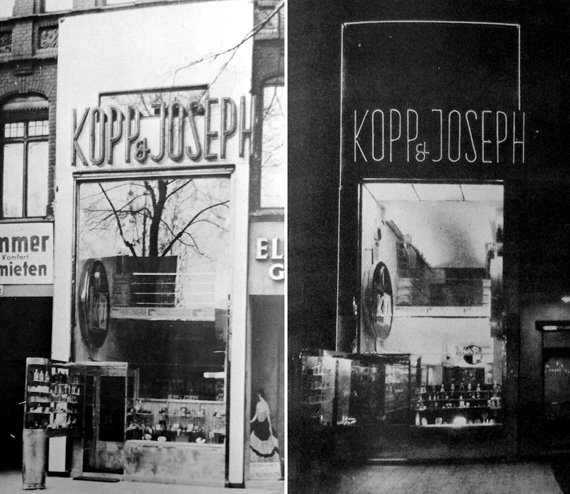 KOPP & JOSEPH
mmer
Komfort
mieten
EL
G
KOPP & JOSEPH